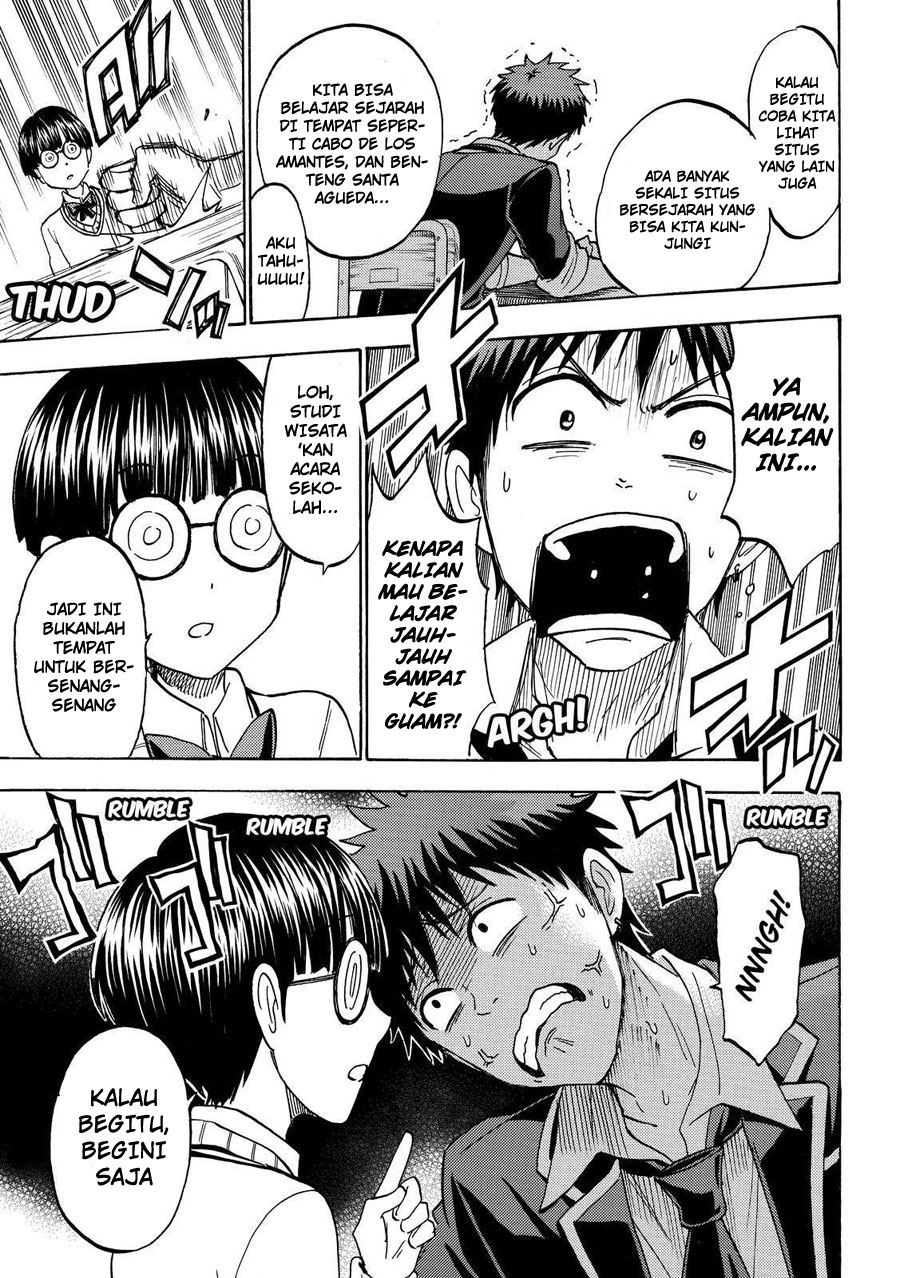 KALAU
BEGITU
COBA KITA
LIHAT
SITUS
YANG LAIN
JUGA
ADA BANYAK
SEKALI SITUS
BERSEJARAH YANG
BISA KITA KUN-
JUNGI
KITA BISA
BELAJAR SEJARAH
DI TEMPAT SEPER-
TI CABO DE LOS
AMANTES, DAN BEN-
TENG SANTA
AGUEDA...
AKU
TAHU-
UUUUU!
THUD
YA
AMPUN,
KALIAN
INI...
KENAPA
KALIAN
MAU BE-
LAJAR
JAUH-
JAUH
SAMPAI
KE
GUAM?!
ARGH!
LOH,
STUDI
WISATA
'KAN
ACARA
SEKO-
LAH...
JADI INI
BUKANLAH
TEMPAT
UNTUK BER-
SENANG-
SENANG
RUMBLE
NNNGH!
RUMBLE
RUMBLE
ゴゴ
ゴ
KALAU
BEGITU,
BEGINI
SAJA